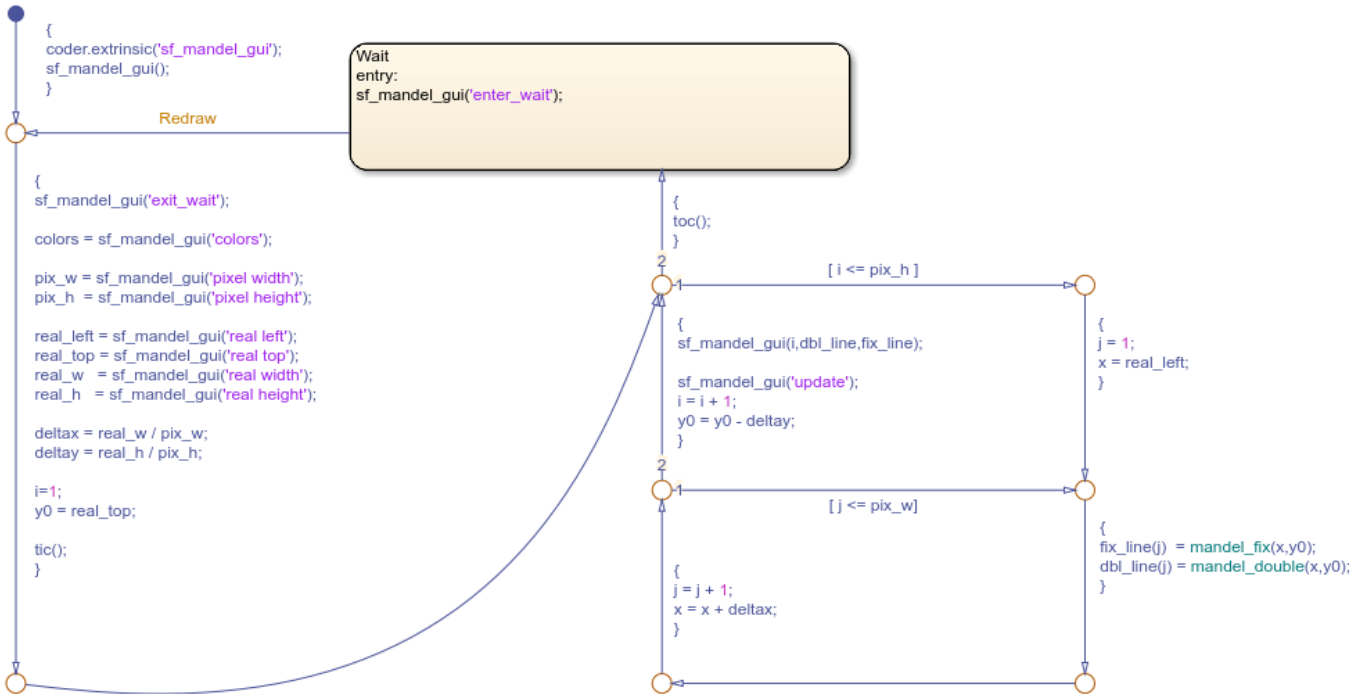 {
coder.extrinsic('sf_mandel_gui');
sf_mandel_gui();
}
Wait
entry:
sf_mandel_gui('enter_wait');
Redraw
{
sf_mandel_gui('exit_wait');
colors = sf_mandel_gui('colors');
pix_w = sf_mandel_gui('pixel width');
pix_h  = sf_mandel_gui('pixel height');
real_left = sf_mandel_gui('real left');
real_top = sf_mandel_gui('real top');
real_w   = sf_mandel_gui('real width');
real_h   = sf_mandel_gui('real height');
deltax = real_w / pix_w;
deltay = real_h / pix_h;
i=1;
y0 = real_top;
tic();
}
{
toc();
}
2
1
[ i <= pix_h ]
{
sf_mandel_gui(i,dbl_line,fix_line);
sf_mandel_gui('update');
i = i + 1;
y0 = y0 - deltay;
}
{
j = 1;
x = real_left;
}
2
1
[ j <= pix_w]
{
fix_line(j)  = mandel_fix(x,y0);
dbl_line(j) = mandel_double(x,y0);
}
{
j = j + 1;
x = x + deltax;
}